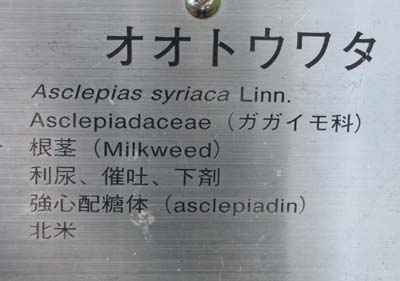 オオトウワタ
Asclepias syriaca Linn.
Asclepiadaceae（ガガイモ科）
根茎（Milkweed）
利尿、催吐、下剤
強心配糖体（asclepiadin）
北米